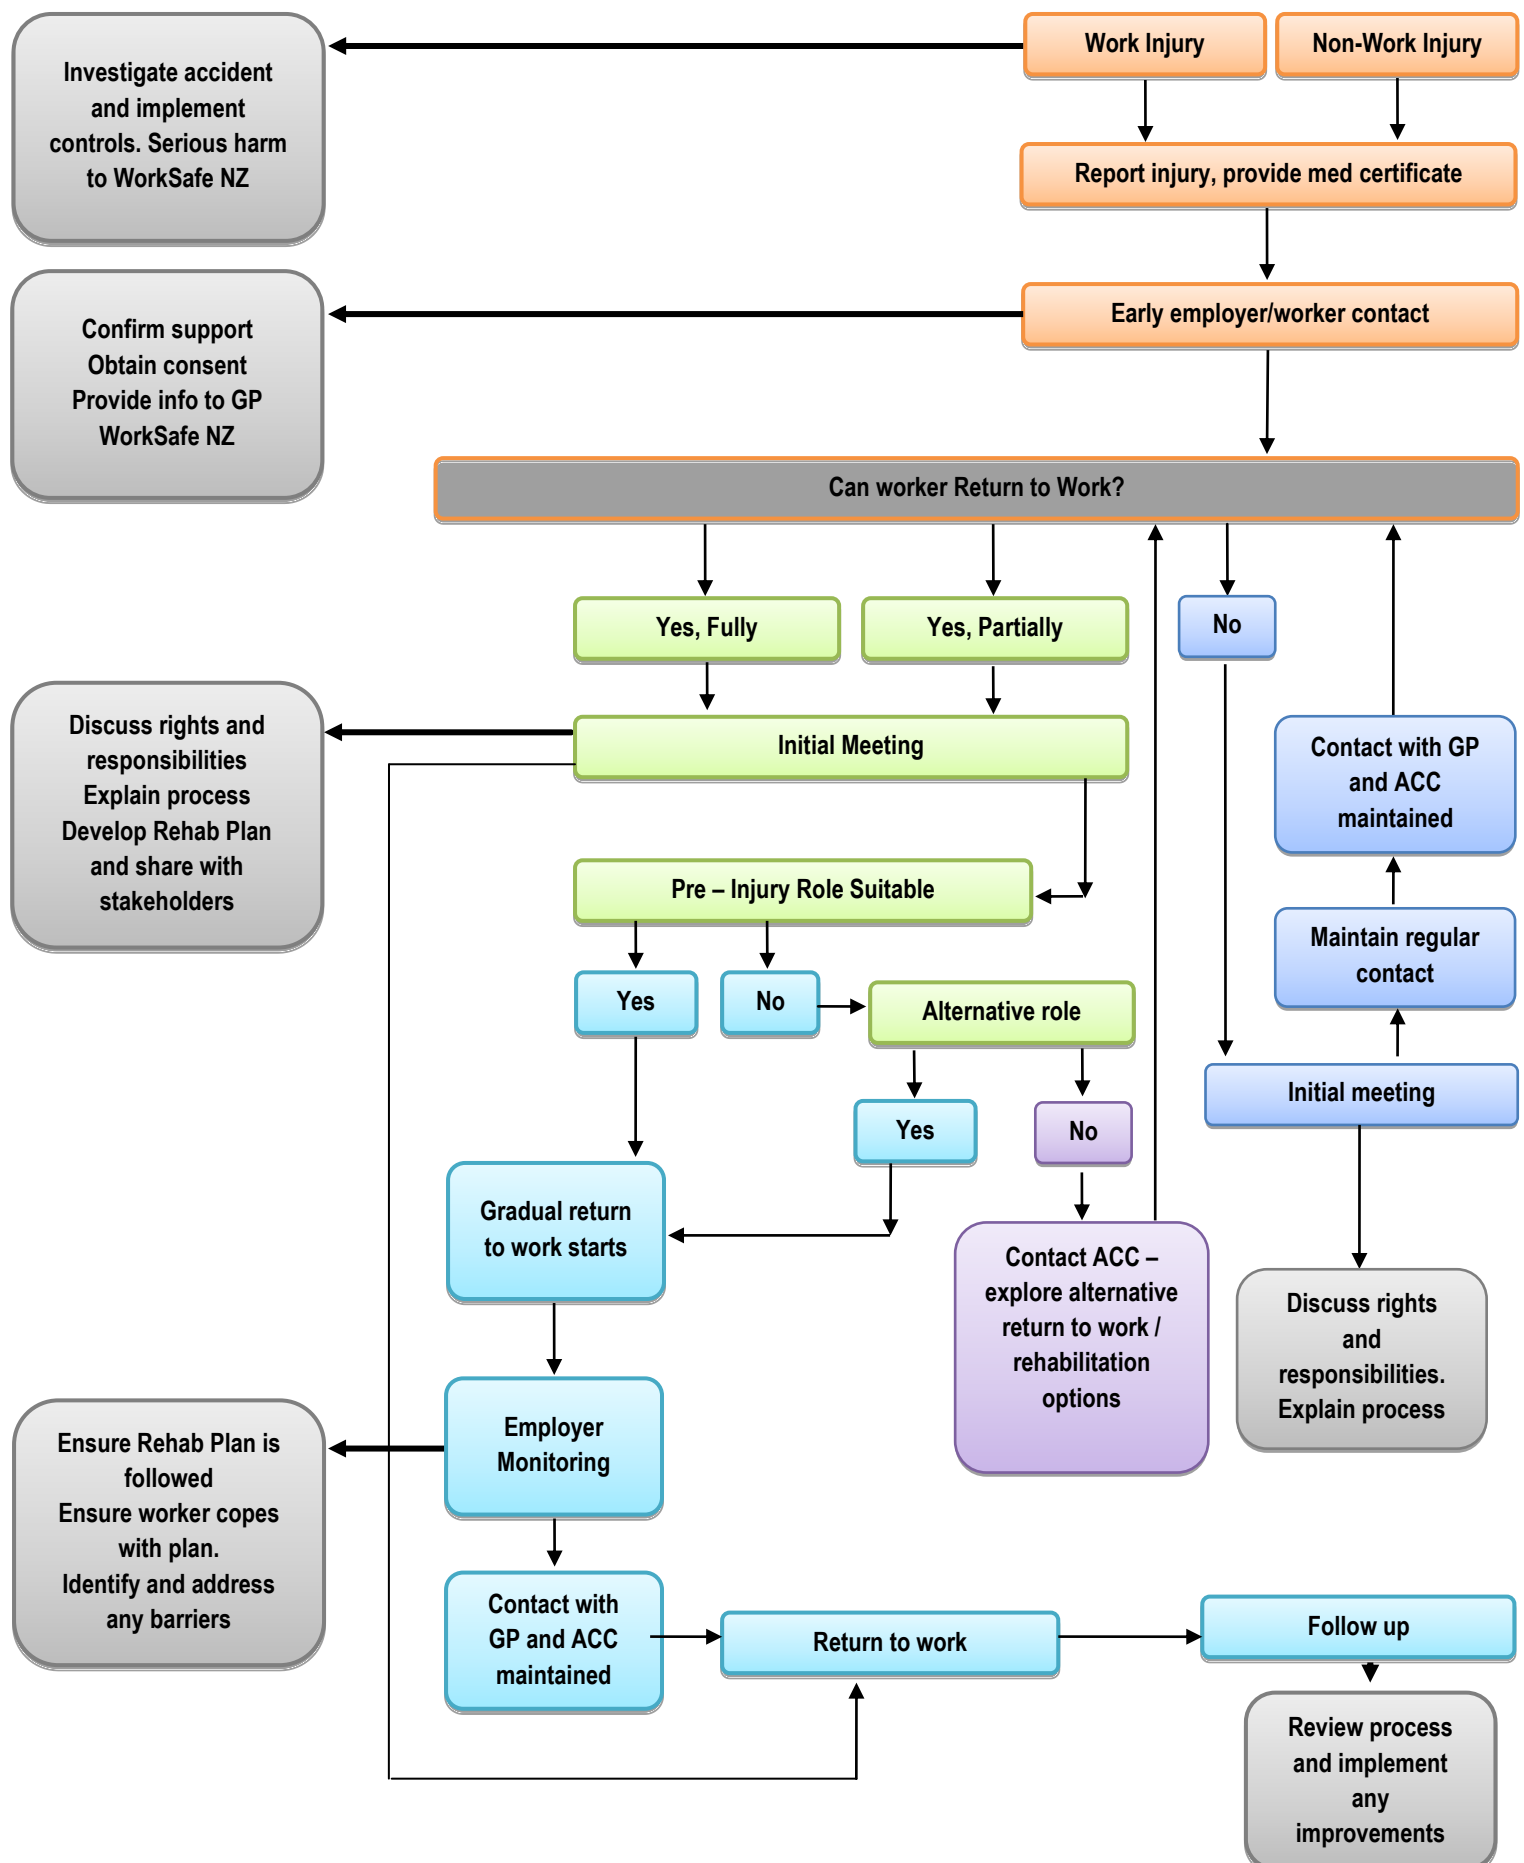 Work Injury
Non-Work Injury
Investigate accident
and implement
controls. Serious harm
to WorkSafe NZ
Report injury, provide med certificate
Early employer/worker contact
Confirm support
Obtain consent
Provide info to GP
WorkSafe NZ
Can worker Return to Work?
Yes, Fully
Yes, Partially
No
Initial Meeting
Discuss rights and
responsibilities
Explain process
Develop Rehab Plan
and share with
stakeholders
Contact with GP
and ACC
maintained
Pre – Injury Role Suitable
Maintain regular
contact
Yes
No
Alternative role
Initial meeting
Yes
No
Gradual return
to work starts
Contact ACC –
explore alternative
return to work /
rehabilitation
options
Discuss rights
and
responsibilities.
Explain process
Employer
Monitoring
Ensure Rehab Plan is
followed
Ensure worker copes
with plan.
Identify and address
any barriers
Contact with
GP and ACC
maintained
Return to work
Follow up
Review process
and implement
any
improvements